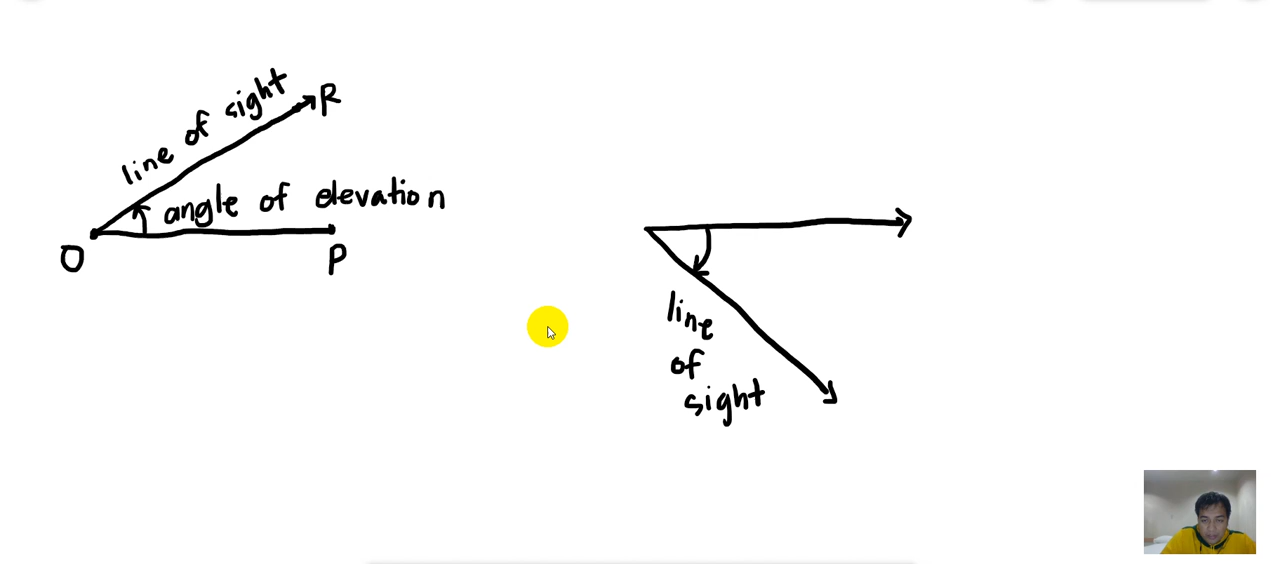 line of sight
R
angle of elevation
O
P
line
of
sight